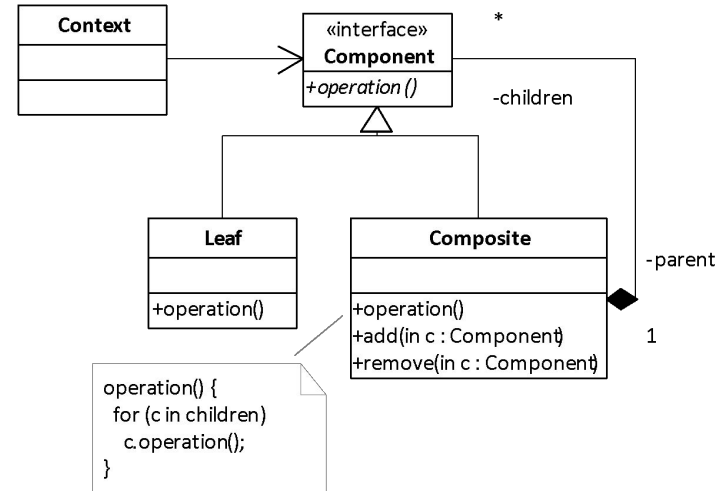 Context
«interface»
Component
+operation ()
*
-children
Leaf
+operation()
Composite
+operation()
+add(in c : Component)
+remove(in c : Component)
-parent
1
operation() {
for (c in children)
c.operation();
}